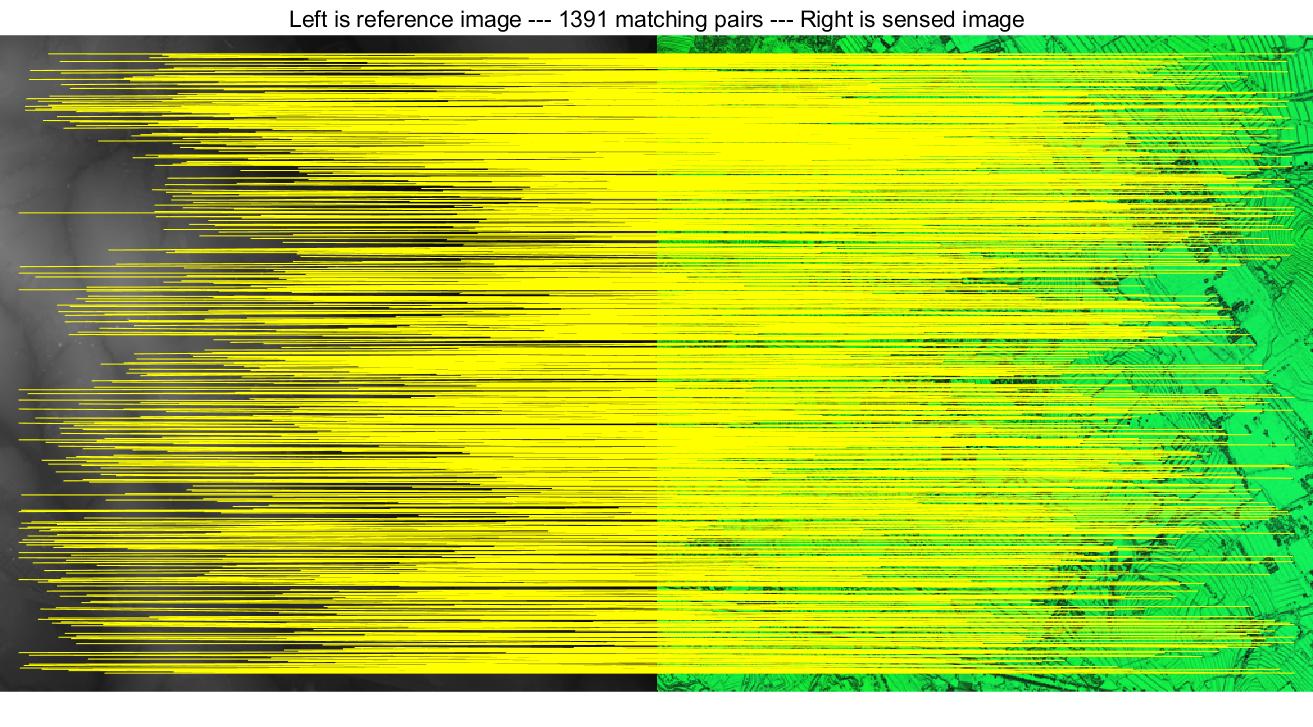 Left is reference image --- 1391 matching pairs --- Right is sensed image